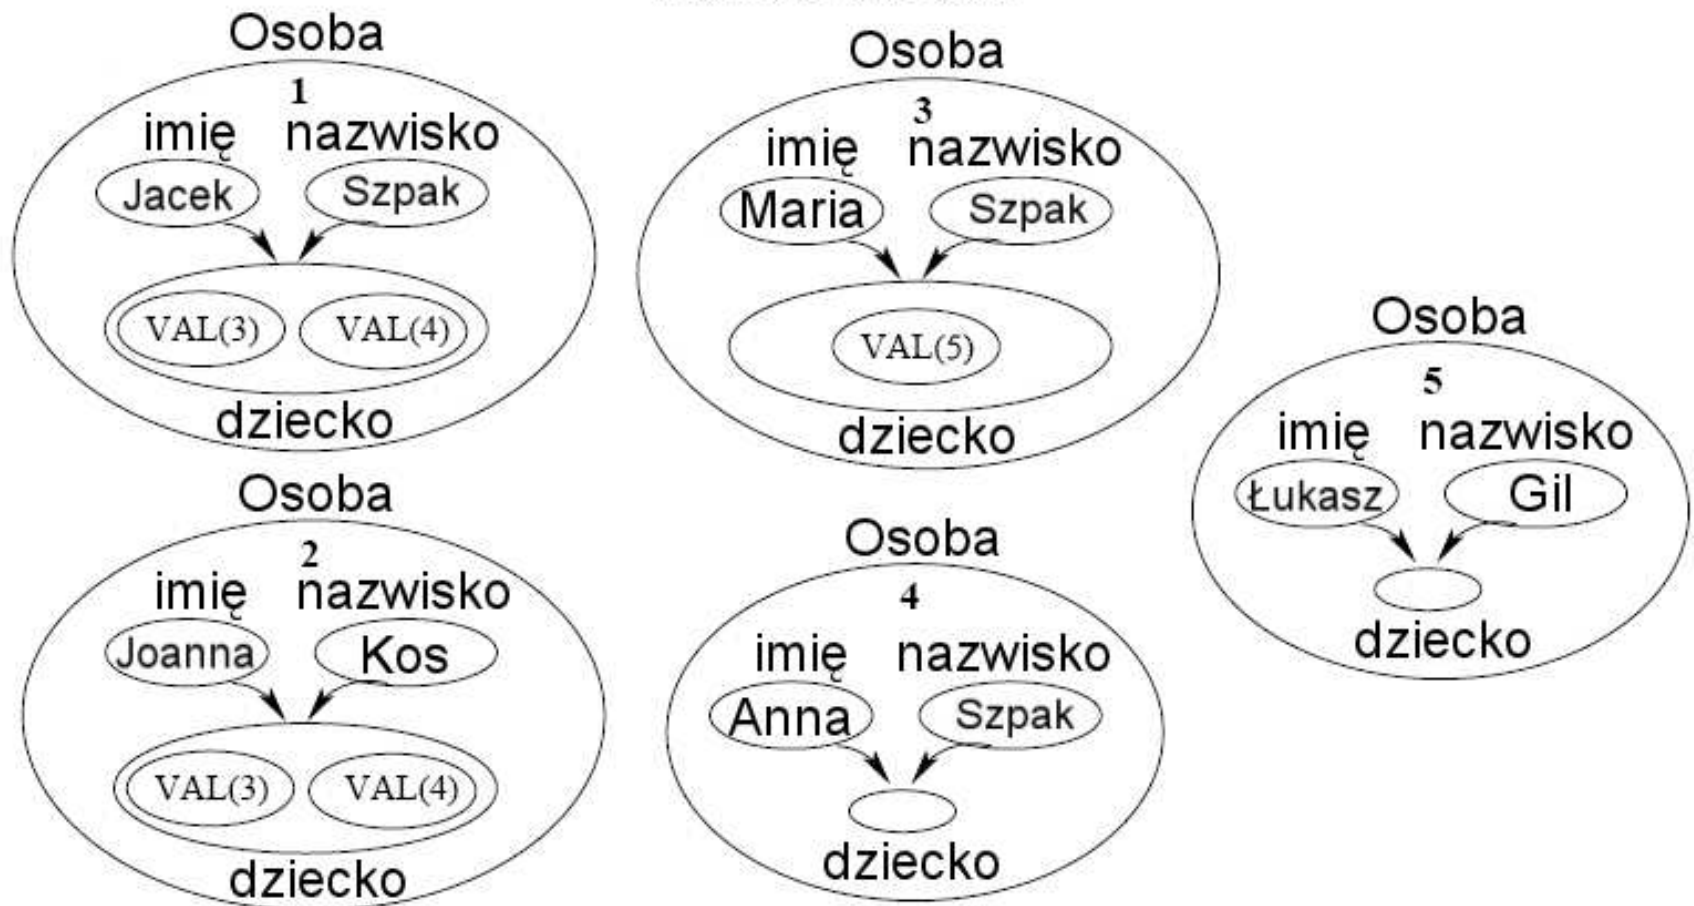 Osoba
1
imię nazwisko
Jacek Szpak
VAL(3) VAL(4)
dziecko
Osoba
2
imię nazwisko
Joanna Kos
VAL(3) VAL(4)
dziecko
Osoba
3
imię nazwisko
Maria Szpak
VAL(5)
dziecko
Osoba
4
imię nazwisko
Anna Szpak
dziecko
Osoba
5
imię nazwisko
Łukasz Gil
dziecko